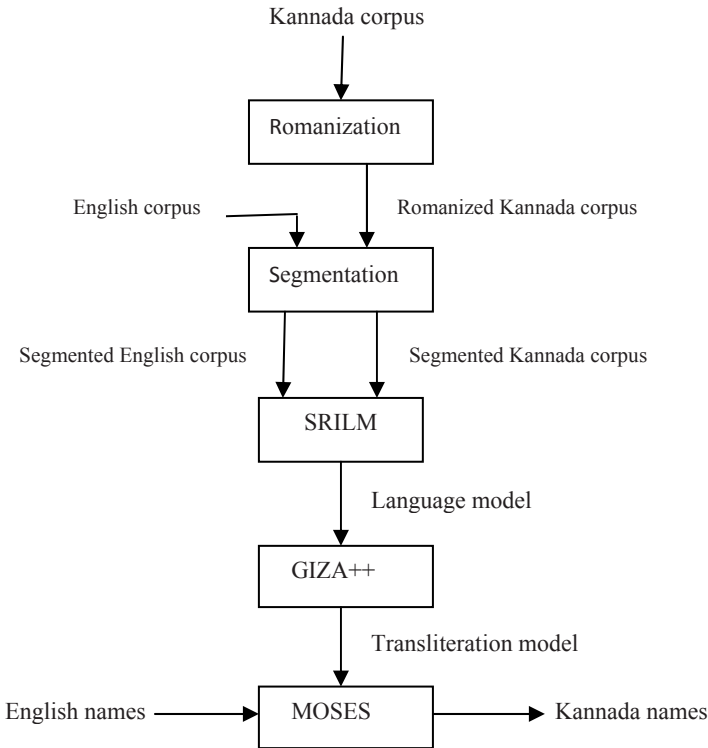 Kannada corpus
Romanization
English corpus
Romanized Kannada corpus
Segmentation
Segmented English corpus
Segmented Kannada corpus
SRILM
Language model
GIZA++
Transliteration model
English names
MOSES
Kannada names